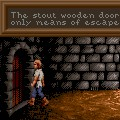 The stout wooden door
only means of escape